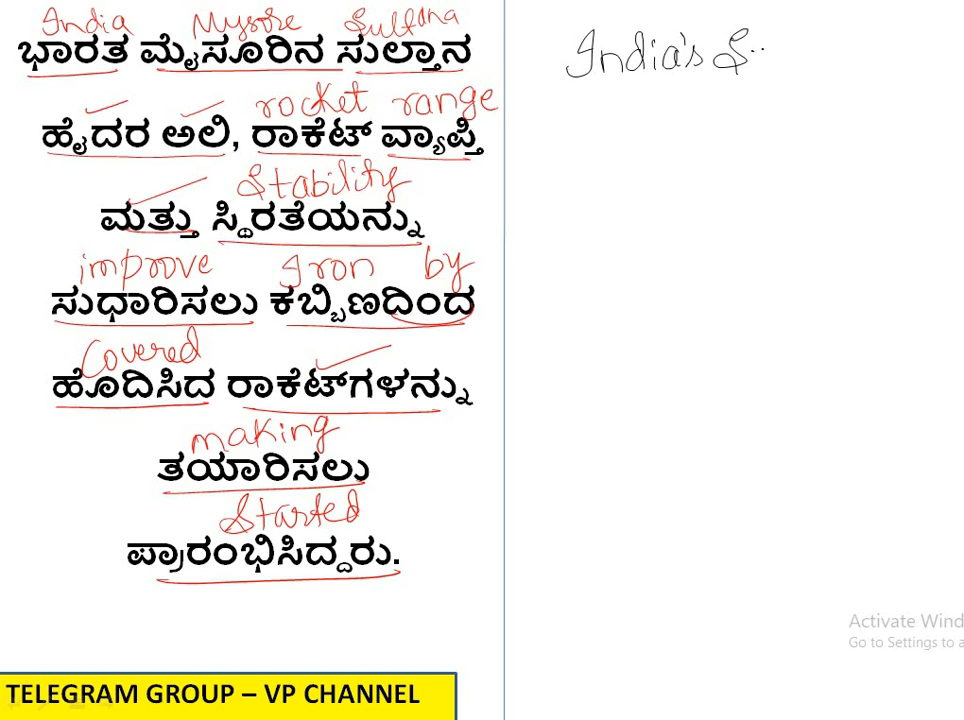 India Mysore Sultana
ಭಾರತ ಮೈಸೂರಿನ ಸುಲ್ತಾನ
rocket range
ಹೈದರ ಅಲಿ, ರಾಕೆಟ್ ವ್ಯಾಪ್ತಿ
Stability
ಮತ್ತು ಸ್ಥಿರತೆಯನ್ನು
improve Iron by
ಸುಧಾರಿಸಲು ಕಬ್ಬಿಣದಿಂದ
Covered
ಹೊದಿಸಿದ ರಾಕೆಟ್‌ಗಳನ್ನು
making
ತಯಾರಿಸಲು
Started
ಪ್ರಾರಂಭಿಸಿದ್ದರು.
TELEGRAM GROUP – VP CHANNEL
India's S..
Activate Wind
Go to Settings to a